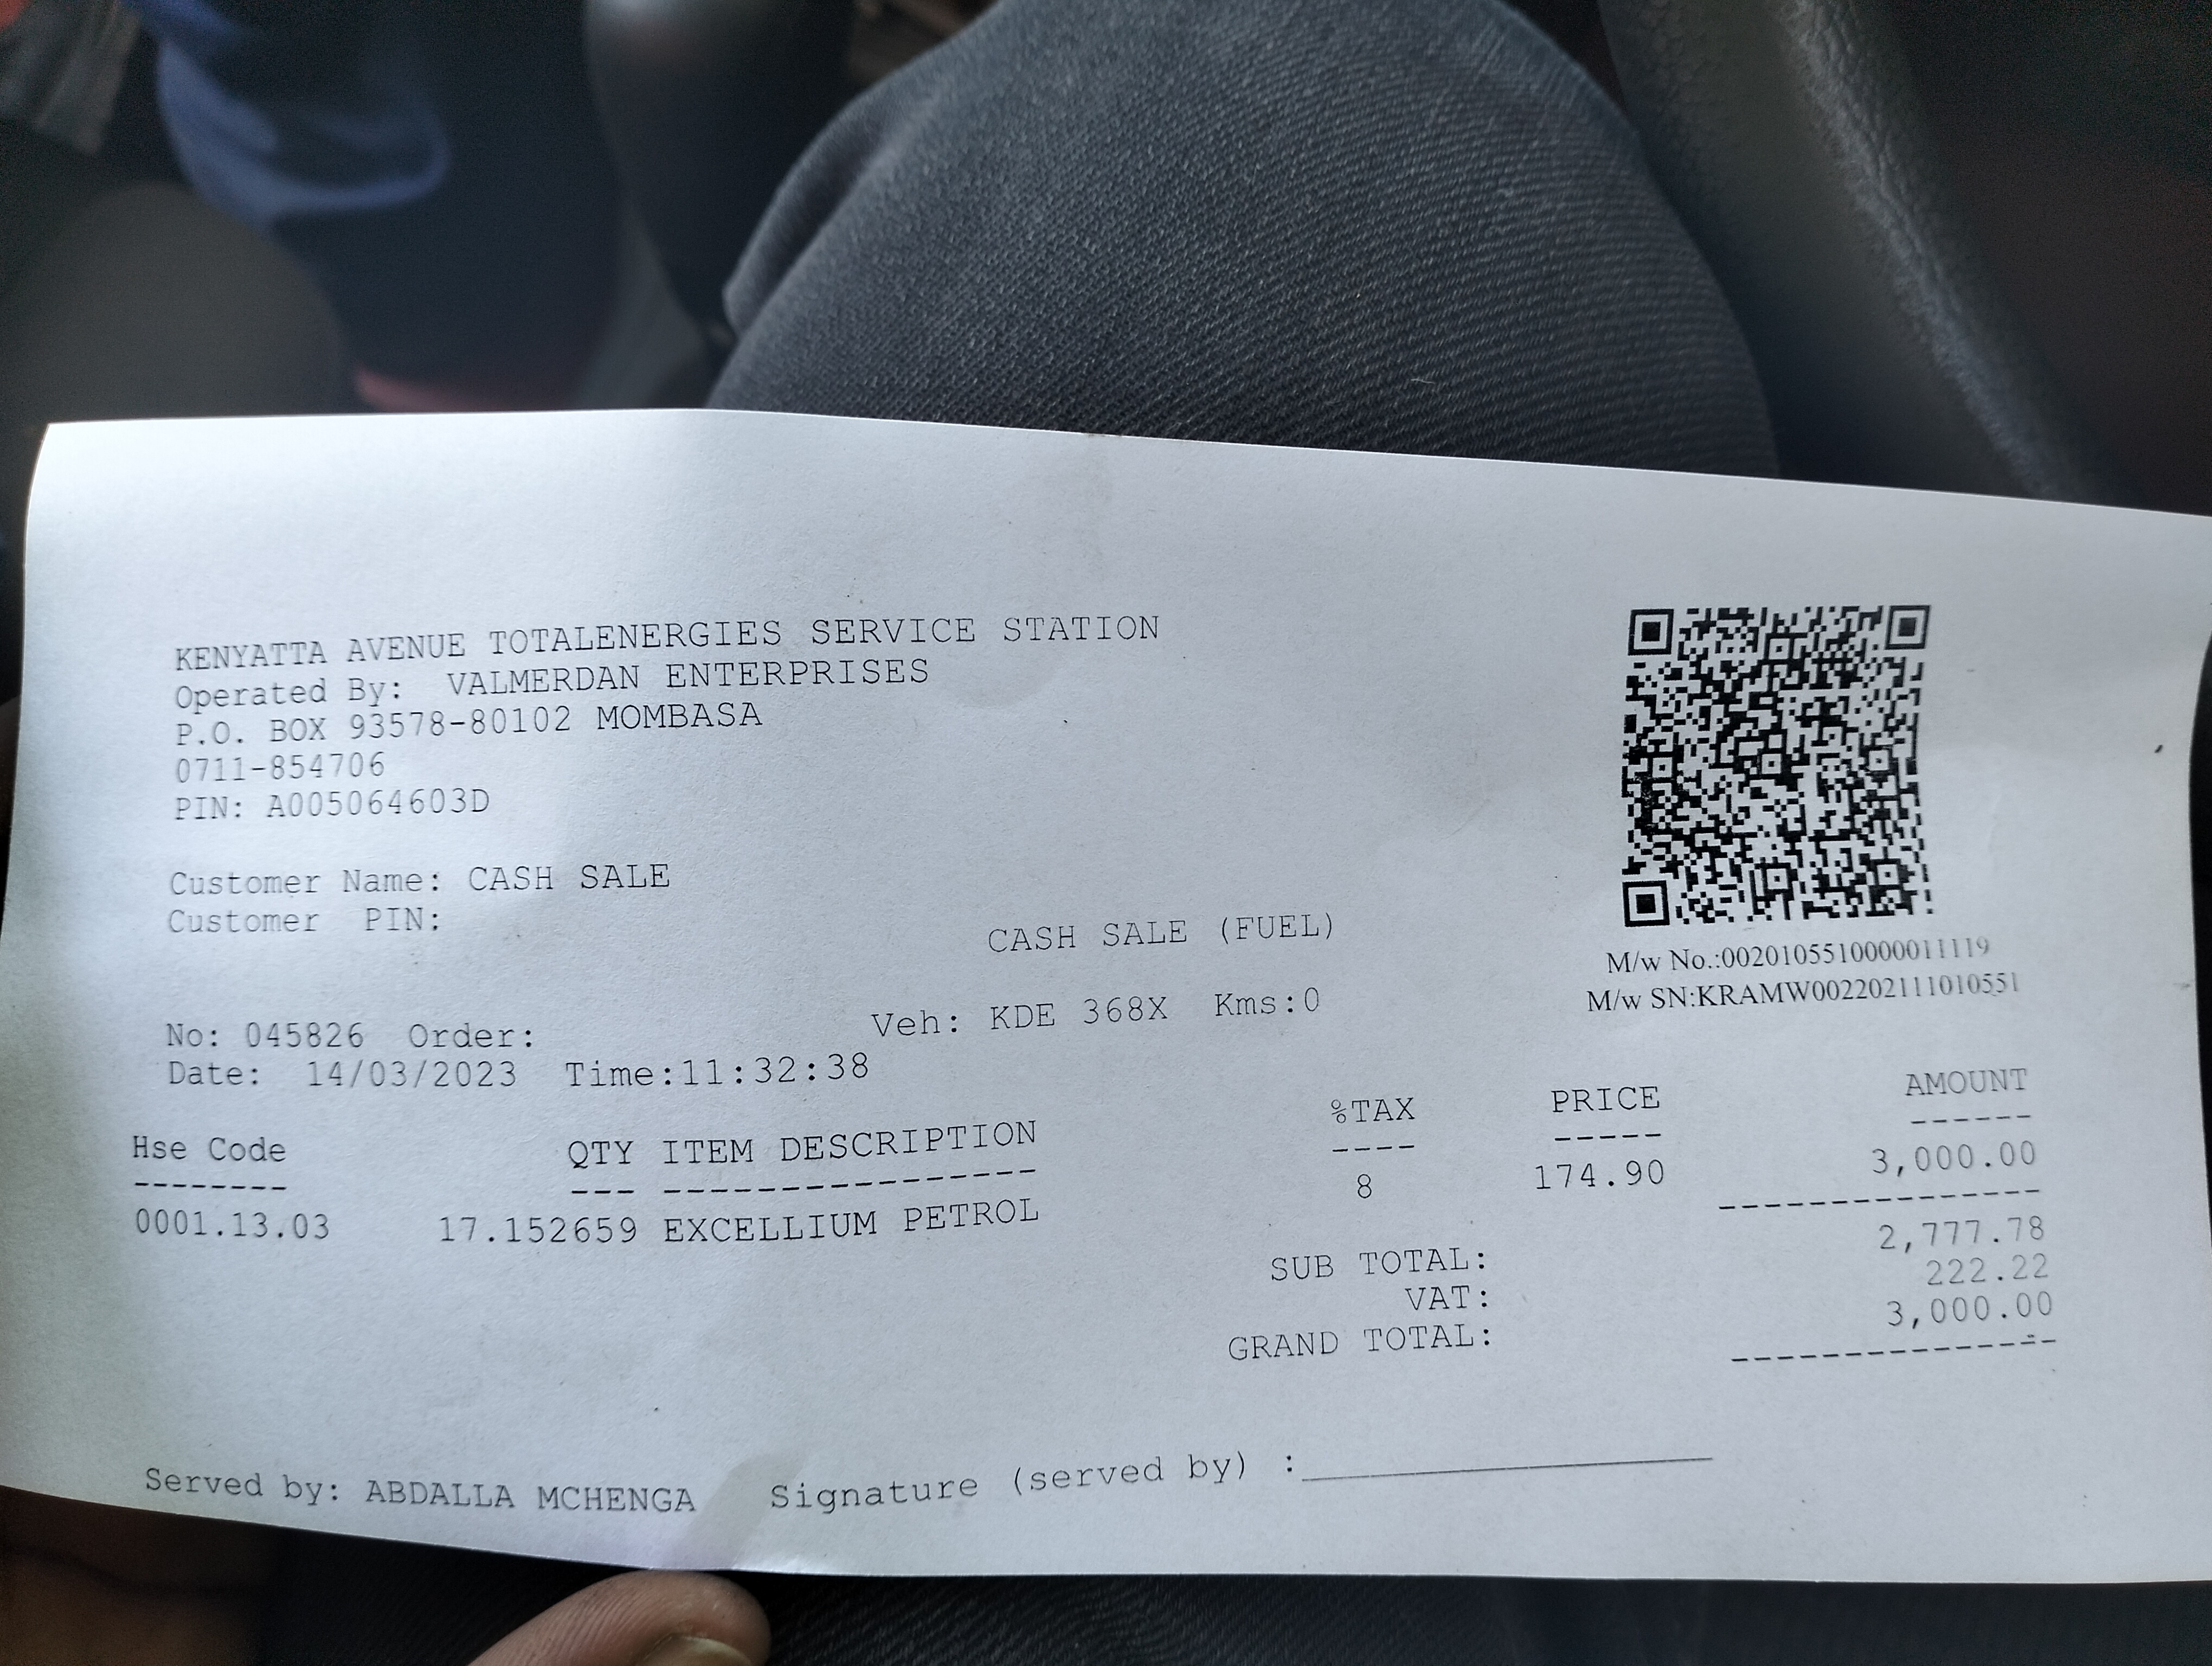 KENYATTA AVENUE TOTALENERGIES SERVICE STATION
Operated By: VALMERDAN ENTERPRISES
P.O. BOX 93578-80102 MOMBASA
0711-854706
PIN: A005064603D
Customer Name: CASH SALE
Customer PIN:
CASH SALE (FUEL)
M/w No.:0020105510000011119
M/w SN:KRAMW002202111010551
No: 045826 Order:
Veh: KDE 368X Kms:0
Date: 14/03/2023 Time:11:32:38
Hse Code QTY ITEM DESCRIPTION %TAX PRICE AMOUNT
-------- --- ---------------- ---- ----- ------
0001.13.03 17.152659 EXCELLIUM PETROL 8 174.90 3,000.00
--------------
SUB TOTAL: 2,777.78
VAT: 222.22
GRAND TOTAL: 3,000.00
--------------
Served by: ABDALLA MCHENGA Signature (served by) :